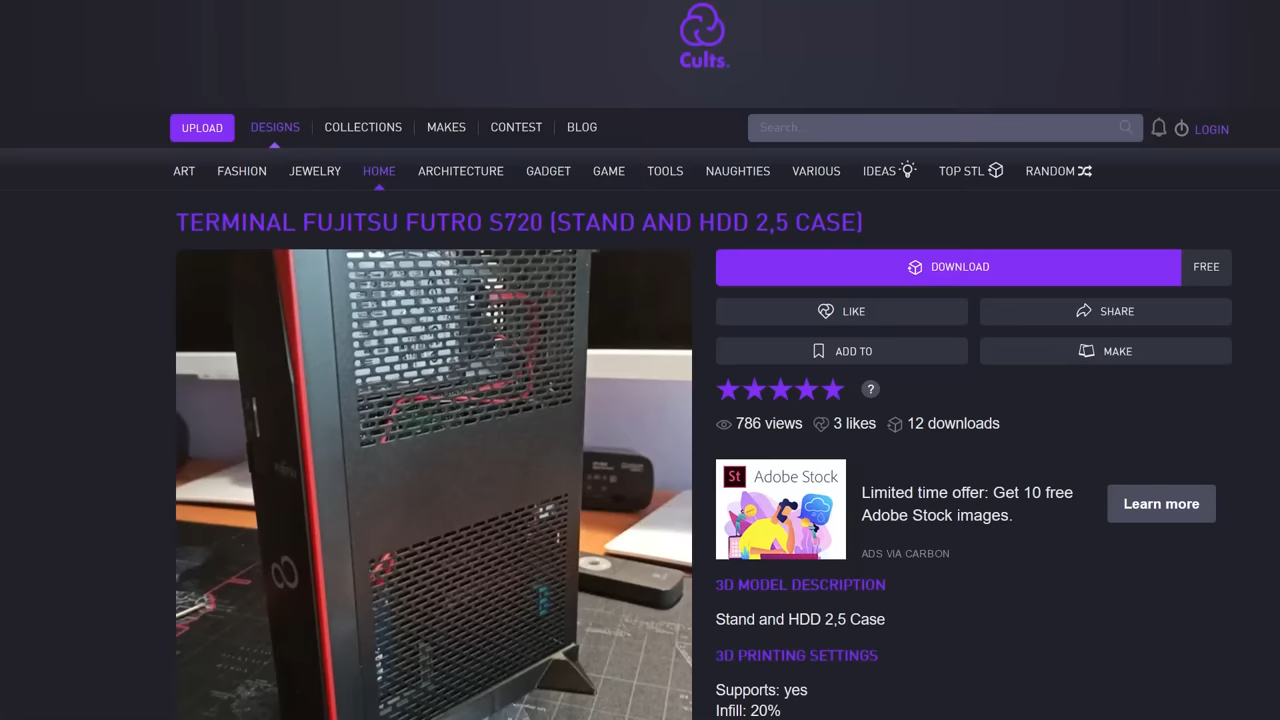 Cults.
UPLOAD
DESIGNS
COLLECTIONS
MAKES
CONTEST
BLOG
Search...
LOGIN
ART
FASHION
JEWELRY
HOME
ARCHITECTURE
GADGET
GAME
TOOLS
NAUGHTIES
VARIOUS
IDEAS
TOP STL
RANDOM
TERMINAL FUJITSU FUTRO S720 (STAND AND HDD 2,5 CASE)
DOWNLOAD
FREE
LIKE
SHARE
ADD TO
MAKE
?
786 views
3 likes
12 downloads
St Adobe Stock
Limited time offer: Get 10 free
Adobe Stock images.
Learn more
ADS VIA CARBON
3D MODEL DESCRIPTION
Stand and HDD 2,5 Case
3D PRINTING SETTINGS
Supports: yes
Infill: 20%